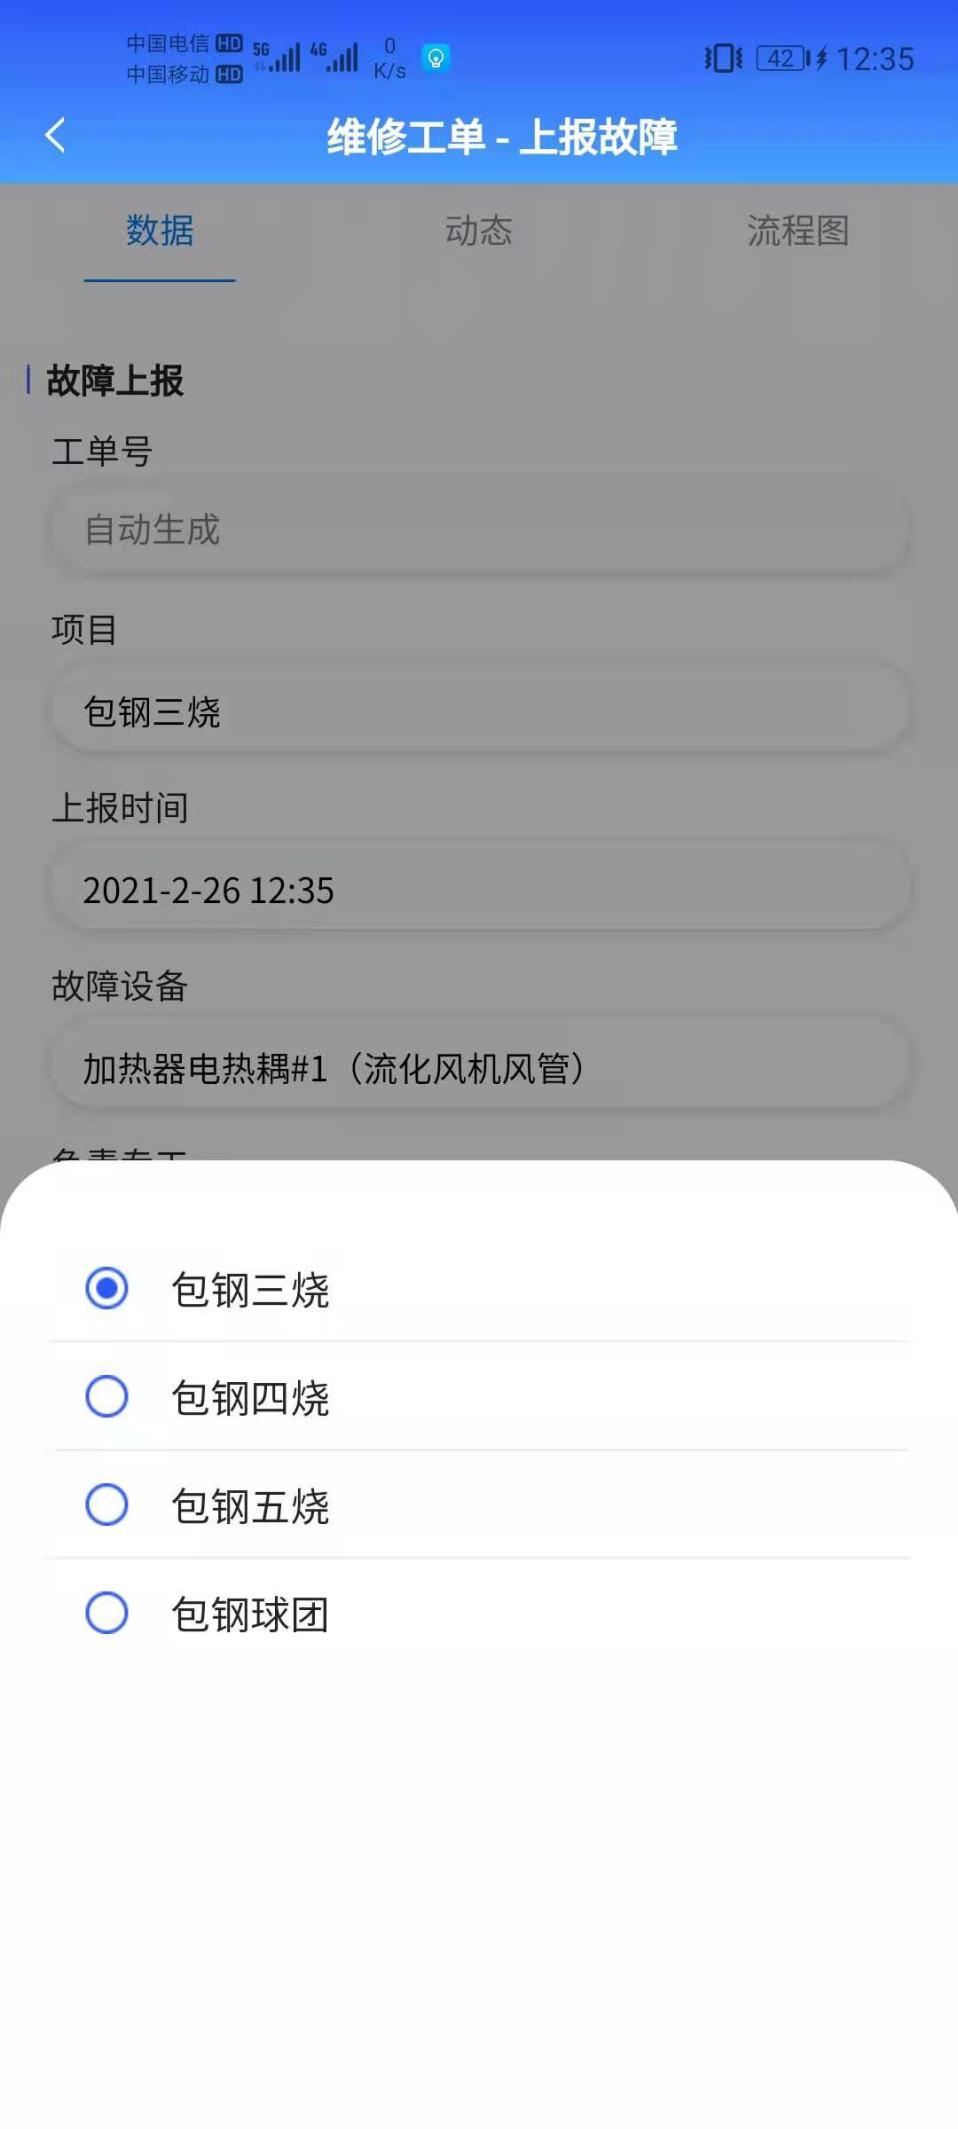 中国电信 HD 5G 4G 0 K/s 42 12:35
中国移动 HD
维修工单 - 上报故障
数据 动态 流程图
故障上报
工单号
自动生成
项目
包钢三烧
上报时间
2021-2-26 12:35
故障设备
加热器电热耦#1（流化风机风管）
包钢三烧
包钢四烧
包钢五烧
包钢球团